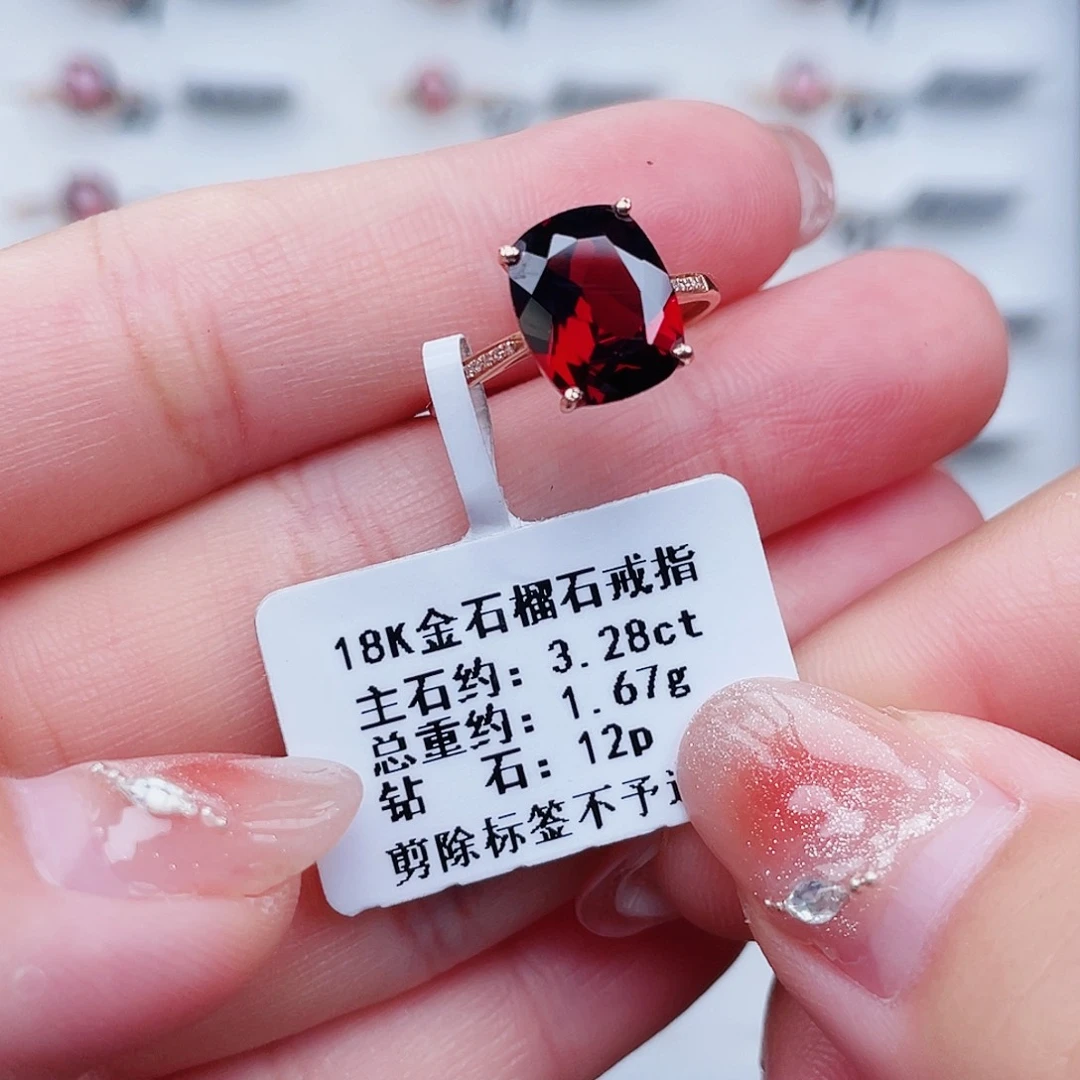 18K金石榴石戒指
主石约: 3.28ct
总重约: 1.67g
钻 石: 12p
剪除标签不予